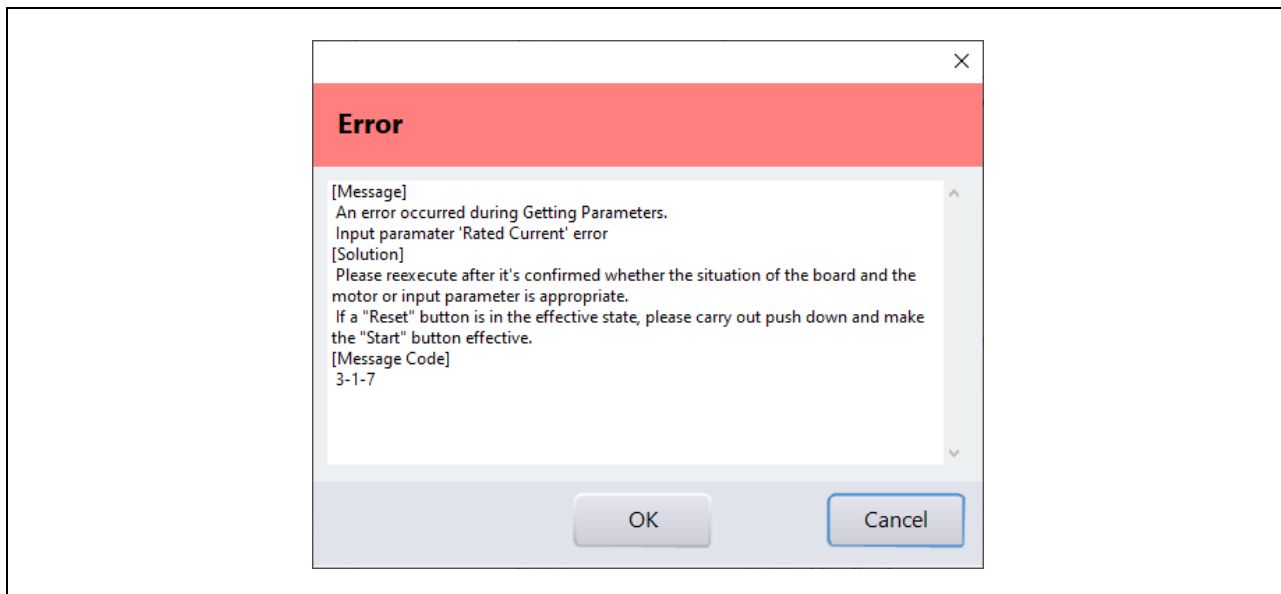 Error
[Message]
An error occurred during Getting Parameters.
Input paramater 'Rated Current' error
[Solution]
Please reexecute after it's confirmed whether the situation of the board and the
motor or input parameter is appropriate.
If a "Reset" button is in the effective state, please carry out push down and make
the "Start" button effective.
[Message Code]
3-1-7
OK
Cancel